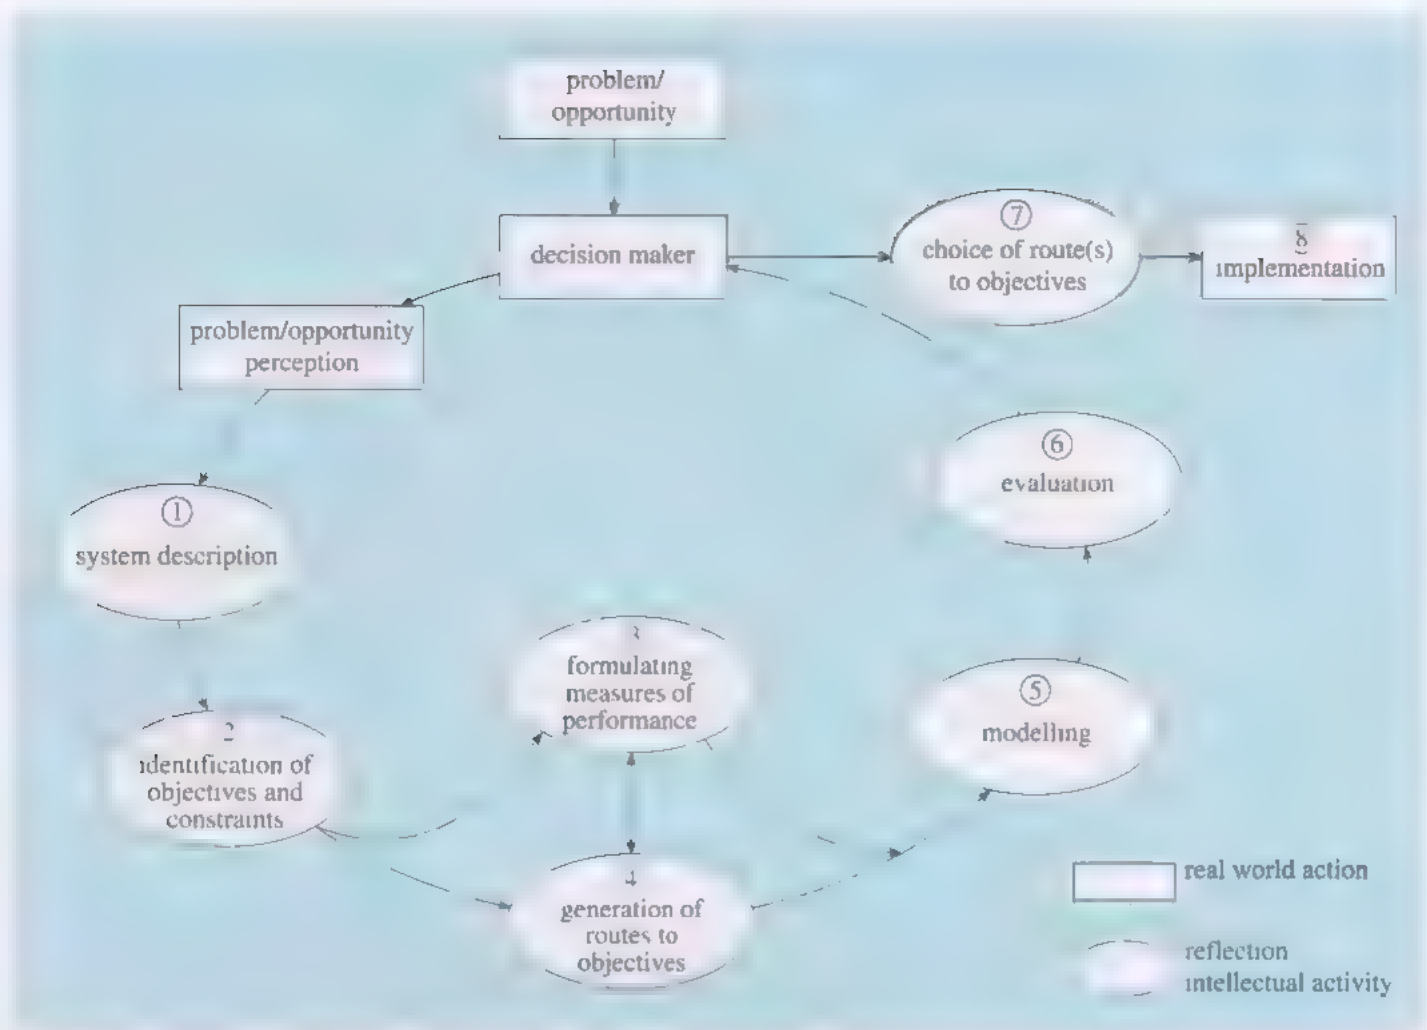 problem/
opportunity
decision maker
⑦
choice of route(s)
to objectives
8
implementation
problem/opportunity
perception
⑥
evaluation
①
system description
3
formulating
measures of
performance
⑤
modelling
2
identification of
objectives and
constraints
4
generation of
routes to
objectives
real world action
reflection
intellectual activity